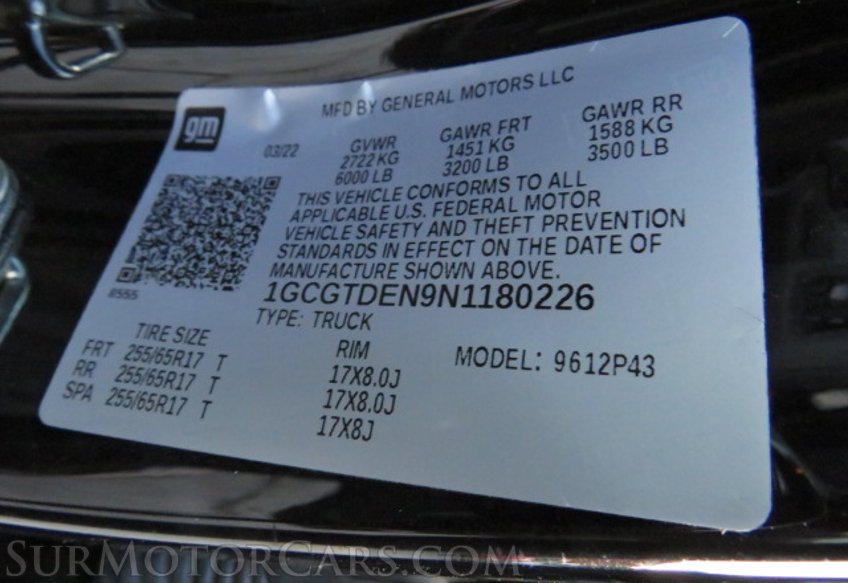 gm
MFD BY GENERAL MOTORS LLC
03/22 GVWR GAWR FRT GAWR RR
2722 KG 1451 KG 1588 KG
6000 LB 3200 LB 3500 LB
THIS VEHICLE CONFORMS TO ALL
APPLICABLE U.S. FEDERAL MOTOR
VEHICLE SAFETY AND THEFT PREVENTION
STANDARDS IN EFFECT ON THE DATE OF
MANUFACTURE SHOWN ABOVE.
1GCGTDEN9N1180226
TYPE: TRUCK
TIRE SIZE RIM MODEL: 9612P43
FRT 255/65R17 T 17X8.0J
RR 255/65R17 T 17X8.0J
SPA 255/65R17 T 17X8J
SURMOTORCARS.COM